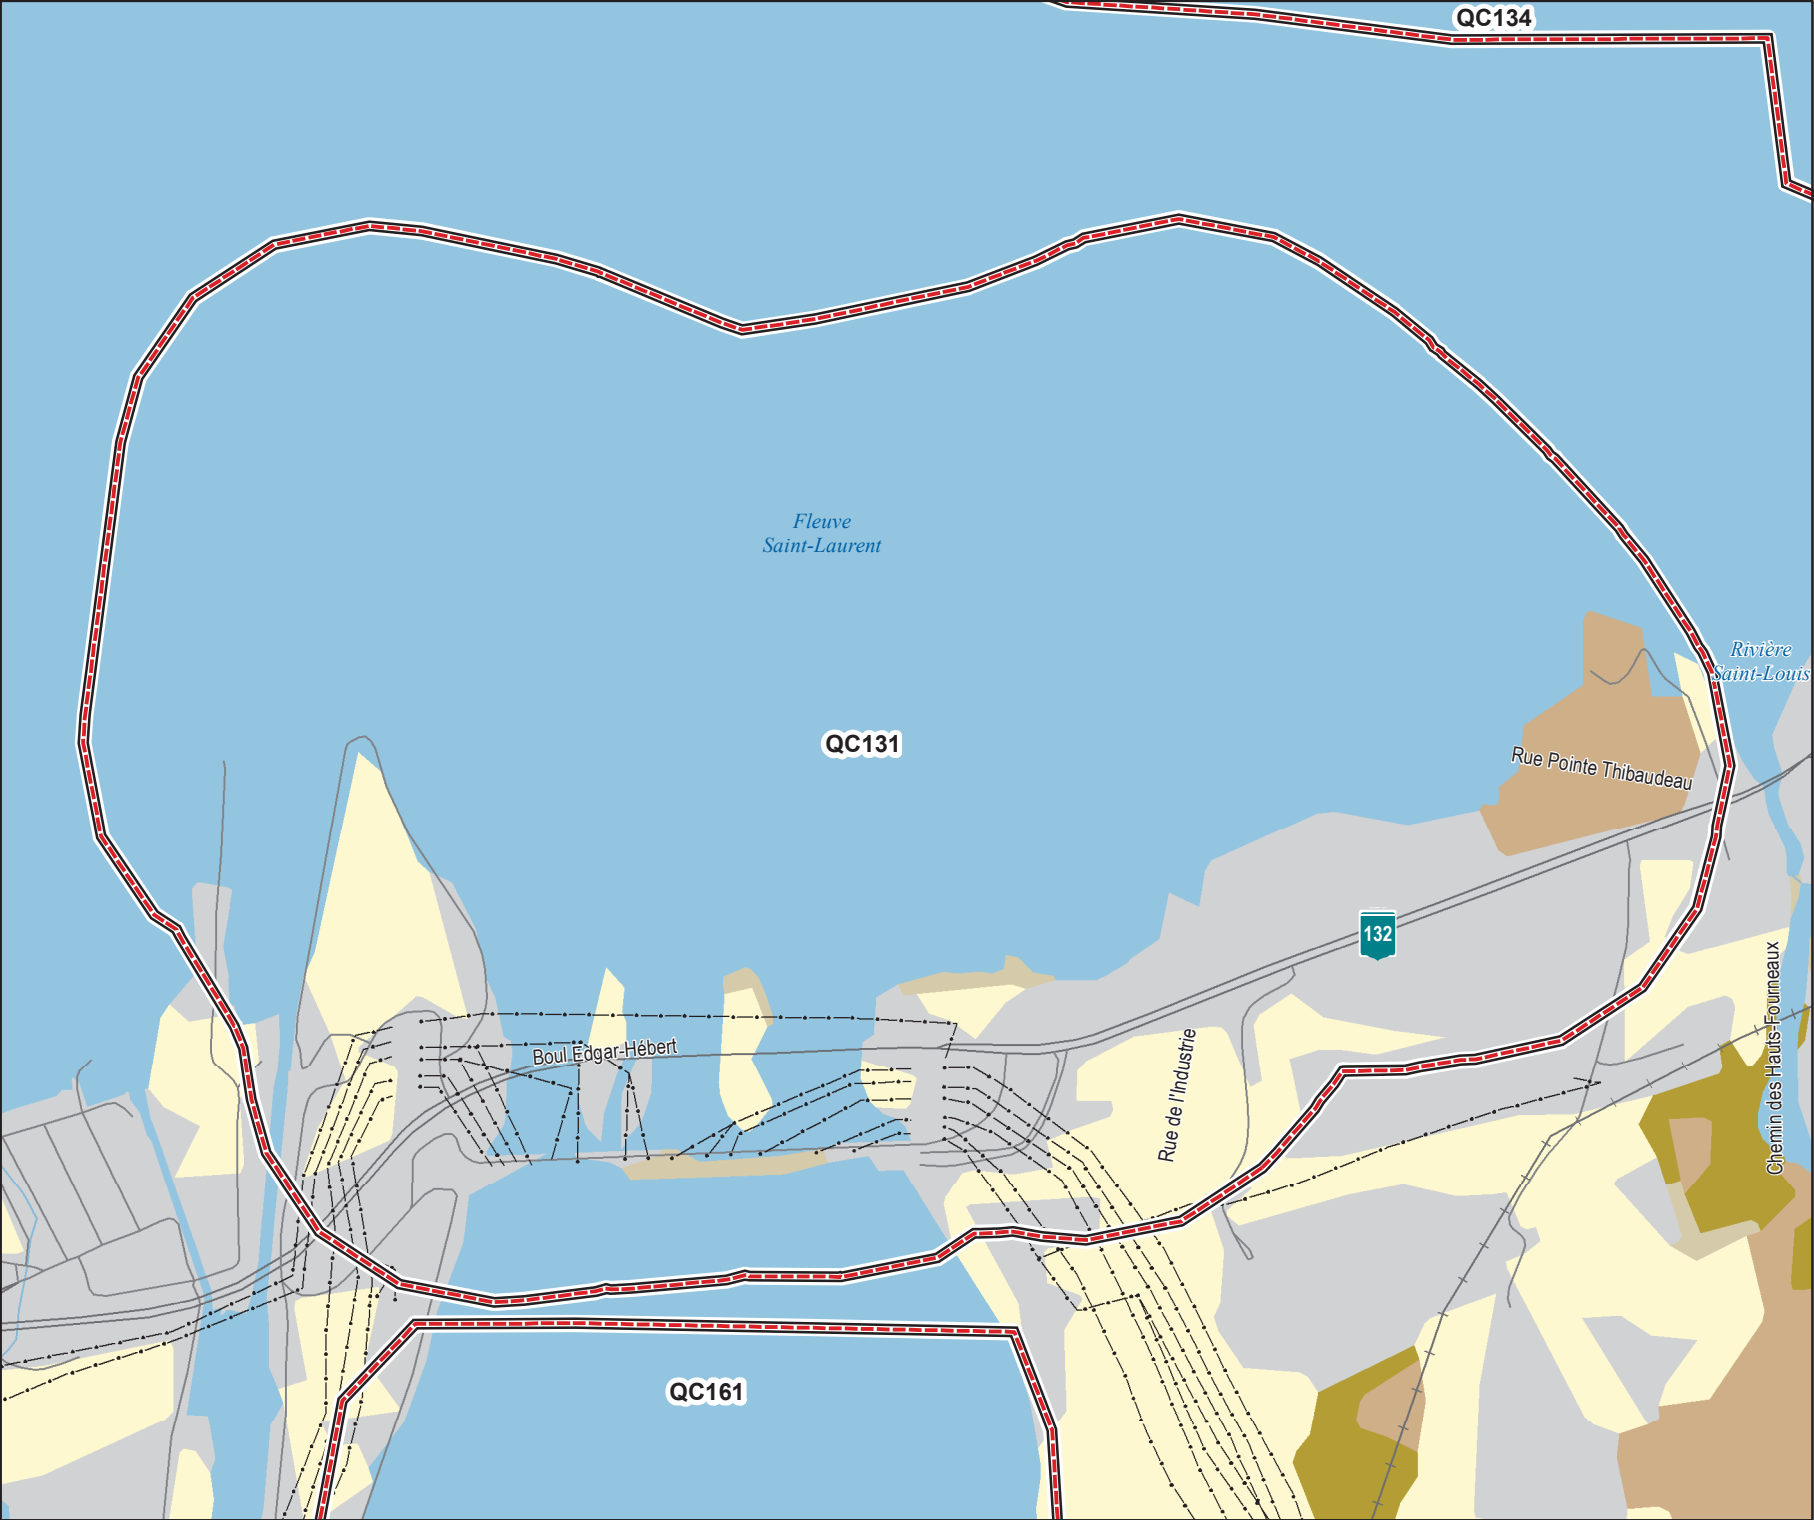 QC134
Fleuve
Saint-Laurent
Rivière
Saint-Louis
QC131
Rue Pointe Thibaudeau
132
Chemin des Hauts-Fourneaux
Boul Edgar-Hébert
Rue de l'Industrie
QC161